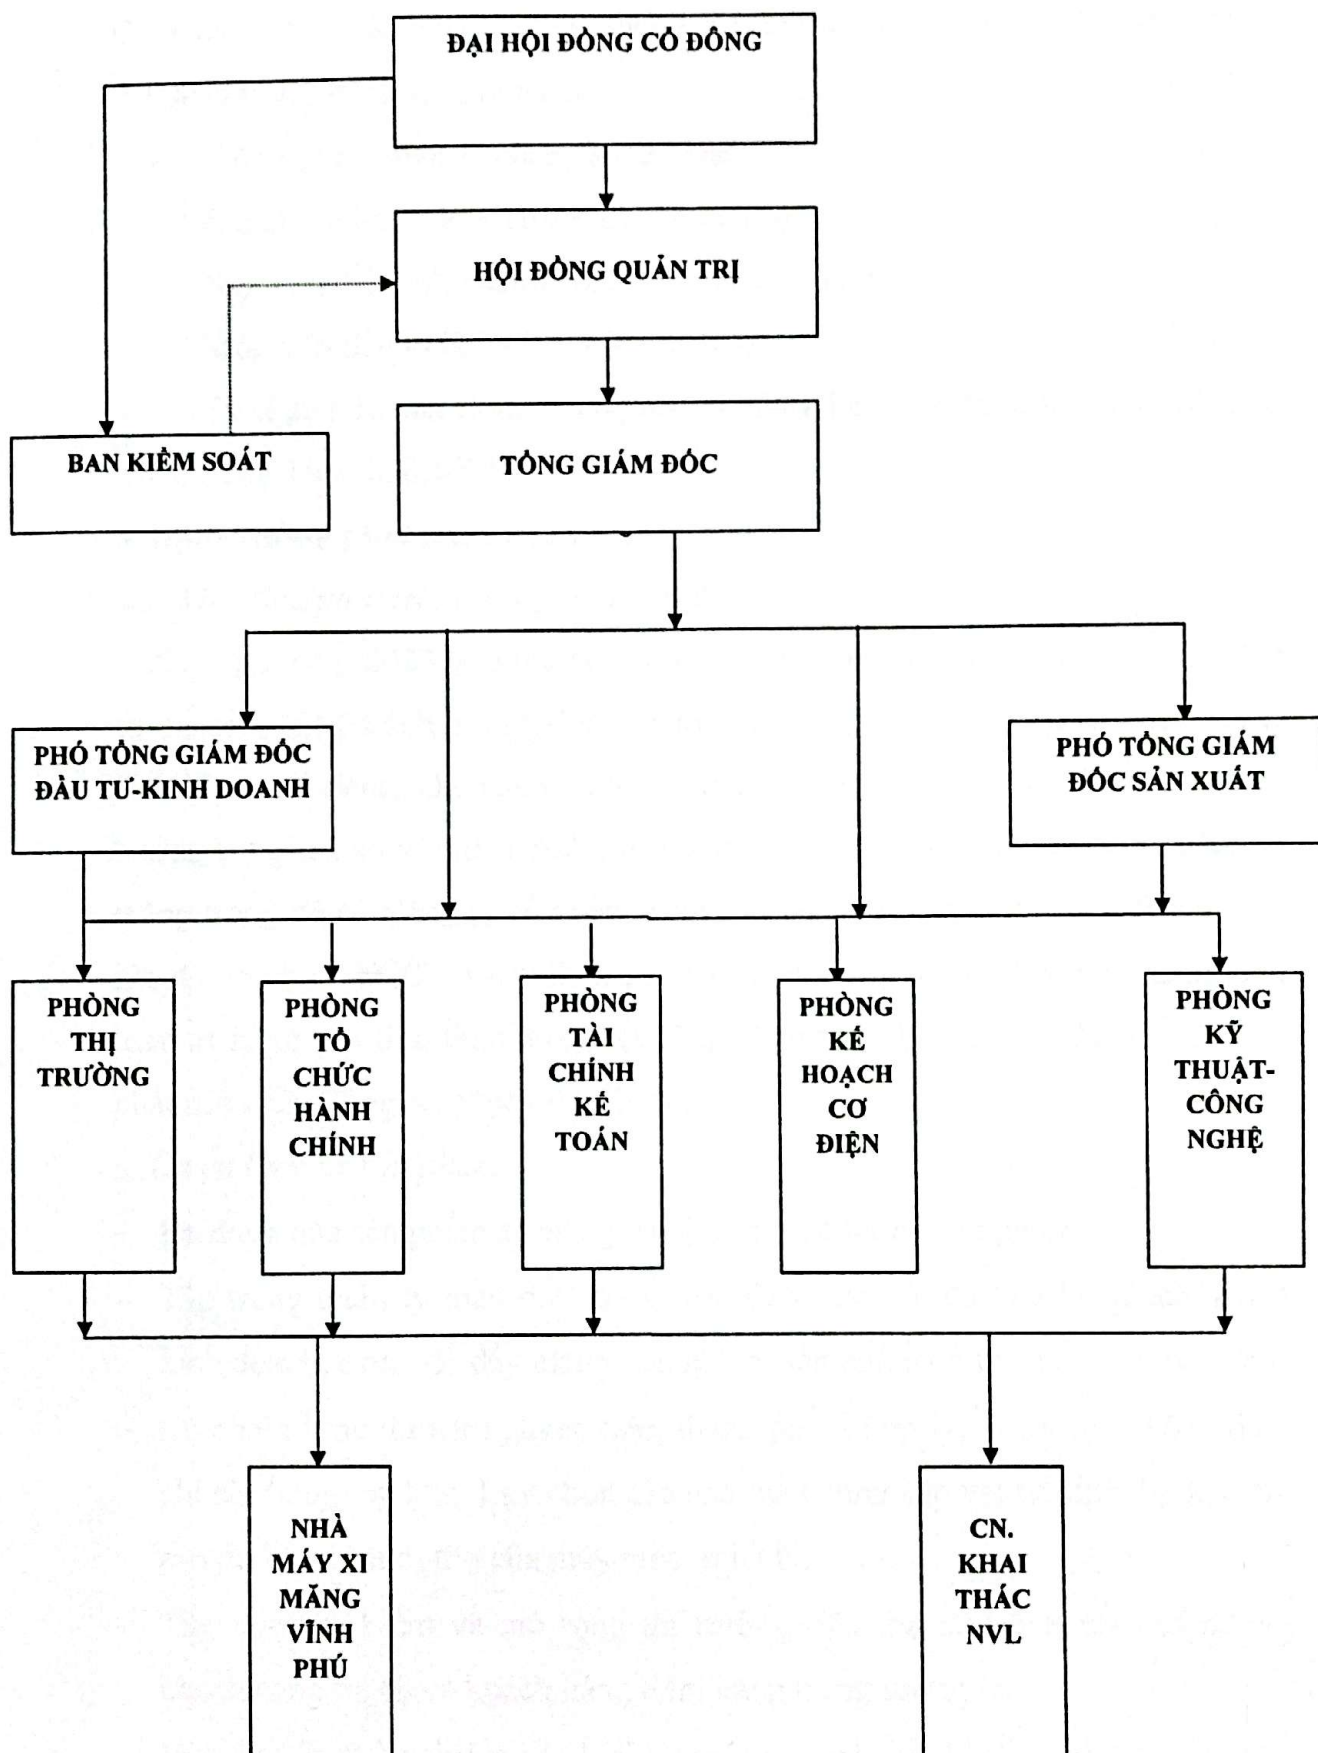 ĐẠI HỘI ĐỒNG CỔ ĐÔNG
HỘI ĐỒNG QUẢN TRỊ
BAN KIỂM SOÁT
TỔNG GIÁM ĐỐC
PHÓ TỔNG GIÁM ĐỐC
ĐẦU TƯ-KINH DOANH
PHÓ TỔNG GIÁM
ĐỐC SẢN XUẤT
PHÒNG
THỊ
TRƯỜNG
PHÒNG
TỔ
CHỨC
HÀNH
CHÍNH
PHÒNG
TÀI
CHÍNH
KẾ
TOÁN
PHÒNG
KẾ
HOẠCH
CƠ
ĐIỆN
PHÒNG
KỸ
THUẬT-
CÔNG
NGHỆ
NHÀ
MÁY XI
MĂNG
VĨNH
PHÚ
CN.
KHAI
THÁC
NVL